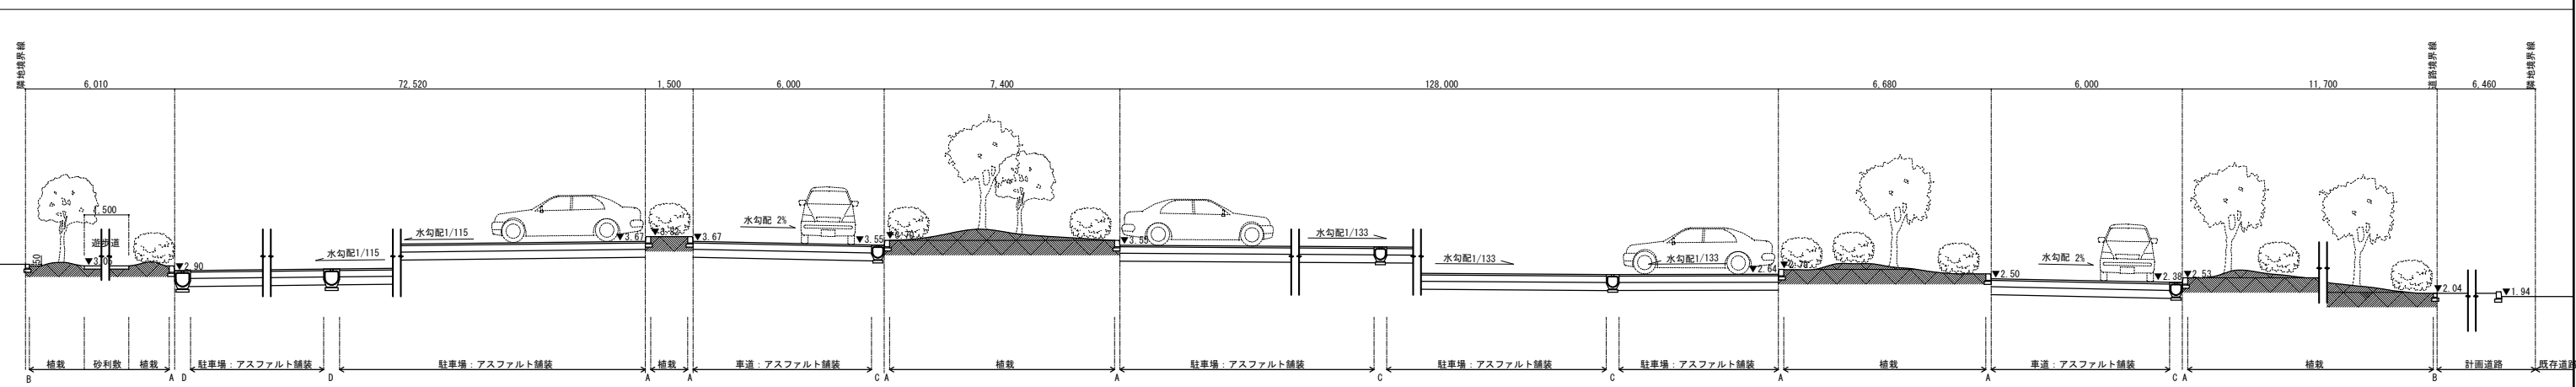 隣地境界線
道路境界線
隣地境界線
6,010
72,520
1,500
6,000
7,400
128,000
6,680
6,000
11,700
6,460
遊歩道
▼2.90
水勾配1/115
水勾配1/115
▼3.67
▼3.67
水勾配 2%
▼3.55
▼3.55
水勾配1/133
水勾配1/133
水勾配1/133
▼2.64
▼2.50
水勾配 2%
▼2.38
▼2.53
▼2.04
▼1.94
植栽 砂利敷 植栽 駐車場：アスファルト舗装 駐車場：アスファルト舗装 植栽 車道：アスファルト舗装 植栽 駐車場：アスファルト舗装 駐車場：アスファルト舗装 駐車場：アスファルト舗装 植栽 車道：アスファルト舗装 植栽 計画道路 既存道路
B A D D A A C A A C C A A C A B